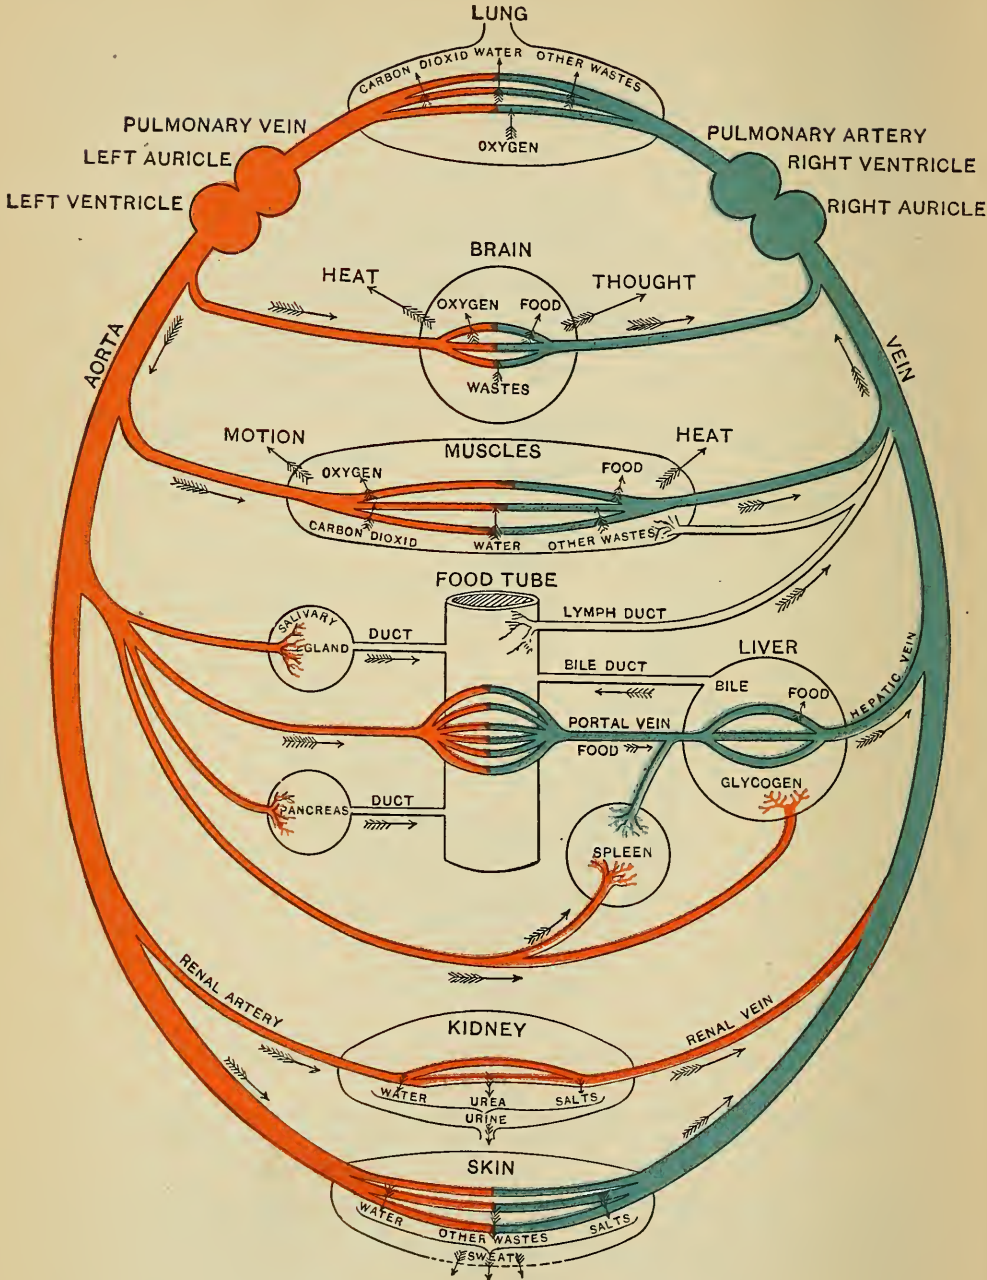 LUNG
CARBON DIOXID WATER OTHER WASTES
OXYGEN
PULMONARY VEIN
LEFT AURICLE
LEFT VENTRICLE
PULMONARY ARTERY
RIGHT VENTRICLE
RIGHT AURICLE
BRAIN
HEAT
THOUGHT
OXYGEN FOOD
WASTES
AORTA
VEIN
MOTION
MUSCLES
HEAT
OXYGEN
FOOD
CARBON DIOXID WATER OTHER WASTES
FOOD TUBE
SALIVARY
GLAND
DUCT
LYMPH DUCT
BILE DUCT
LIVER
BILE
FOOD
HEPATIC VEIN
PORTAL VEIN
FOOD
GLYCOGEN
PANCREAS
DUCT
SPLEEN
RENAL ARTERY
KIDNEY
RENAL VEIN
WATER UREA SALTS
URINE
SKIN
WATER
OTHER WASTES
SALTS
SWEAT